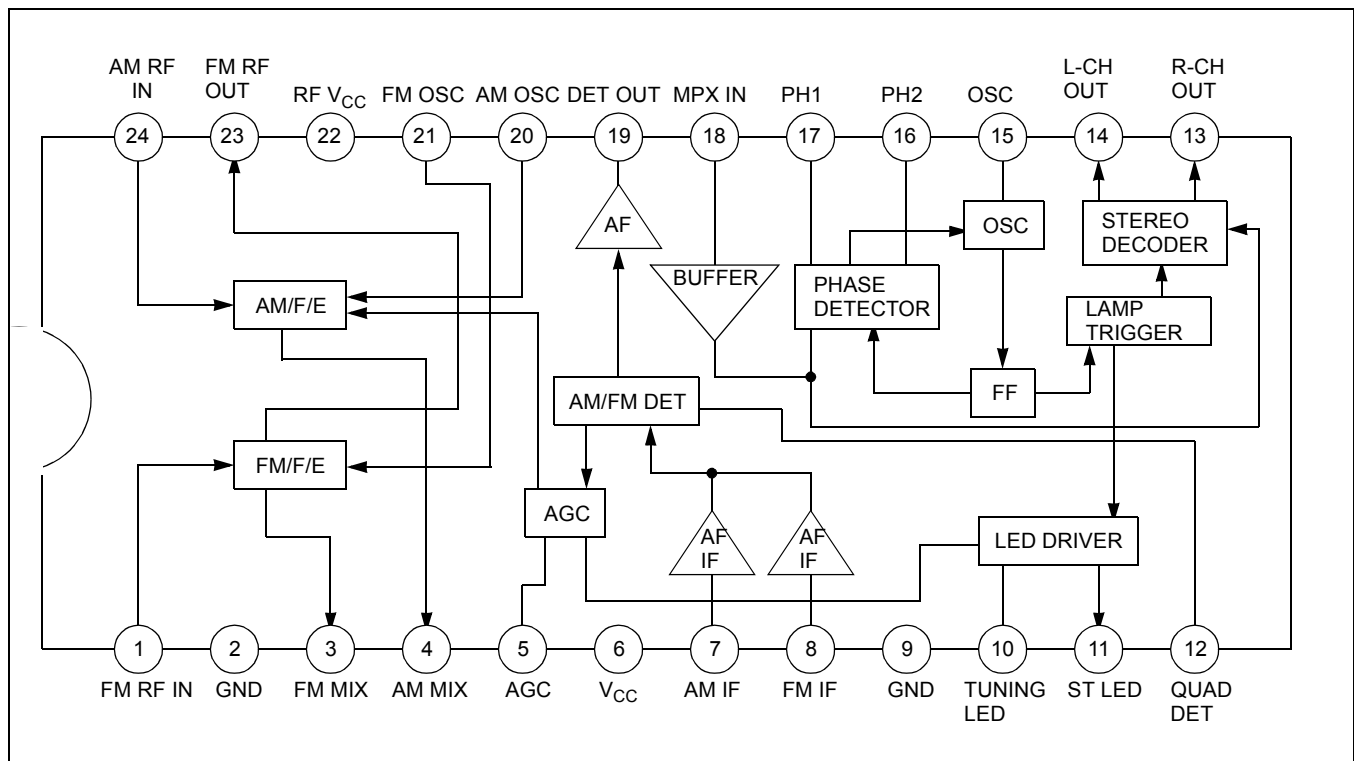 AM RF
IN
FM RF
OUT
RF VCC
FM OSC
AM OSC
DET OUT
MPX IN
PH1
PH2
OSC
L-CH
OUT
R-CH
OUT
24
23
22
21
20
19
18
17
16
15
14
13
AF
OSC
STEREO
DECODER
BUFFER
PHASE
DETECTOR
AM/F/E
LAMP
TRIGGER
AM/FM DET
FF
FM/F/E
AGC
AF
IF
AF
IF
LED DRIVER
1
2
3
4
5
6
7
8
9
10
11
12
FM RF IN
GND
FM MIX
AM MIX
AGC
VCC
AM IF
FM IF
GND
TUNING
LED
ST LED
QUAD
DET